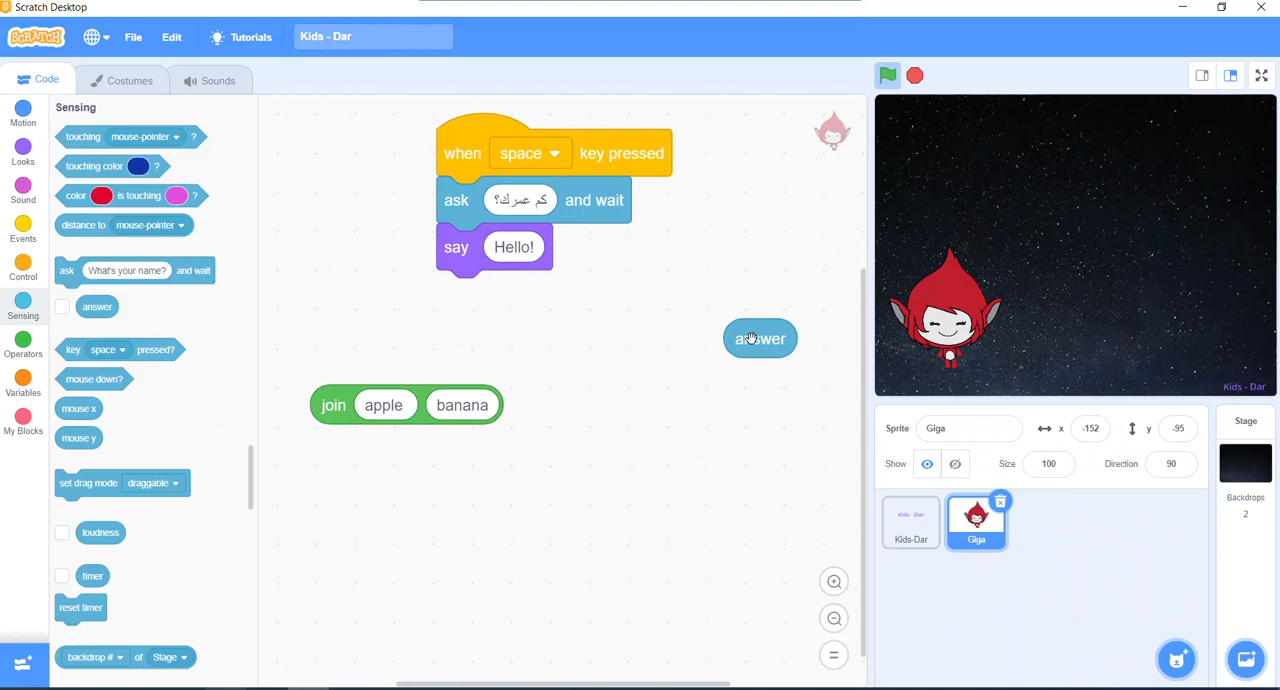 Scratch Desktop
SCRATCH File Edit Tutorials Kids - Dar
Code Costumes Sounds
Motion
Looks
Sound
Events
Control
Sensing
Operators
Variables
My Blocks
Sensing
touching mouse-pointer ?
touching color ?
color is touching ?
distance to mouse-pointer
ask What's your name? and wait
answer
key space pressed?
mouse down?
mouse x
mouse y
set drag mode draggable
loudness
timer
reset timer
backdrop # of Stage
when space key pressed
ask كم عمرك؟ and wait
say Hello!
answer
join apple banana
Kids - Dar
Sprite Giga x -152 y -95
Show Size 100 Direction 90
Kids - Dar
Kids-Dar
Giga
Stage
Backdrops
2